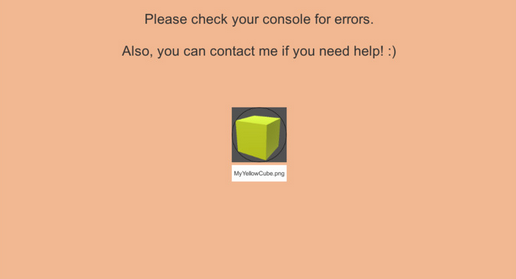 Please check your console for errors.
Also, you can contact me if you need help! :)
MyYellowCube.png